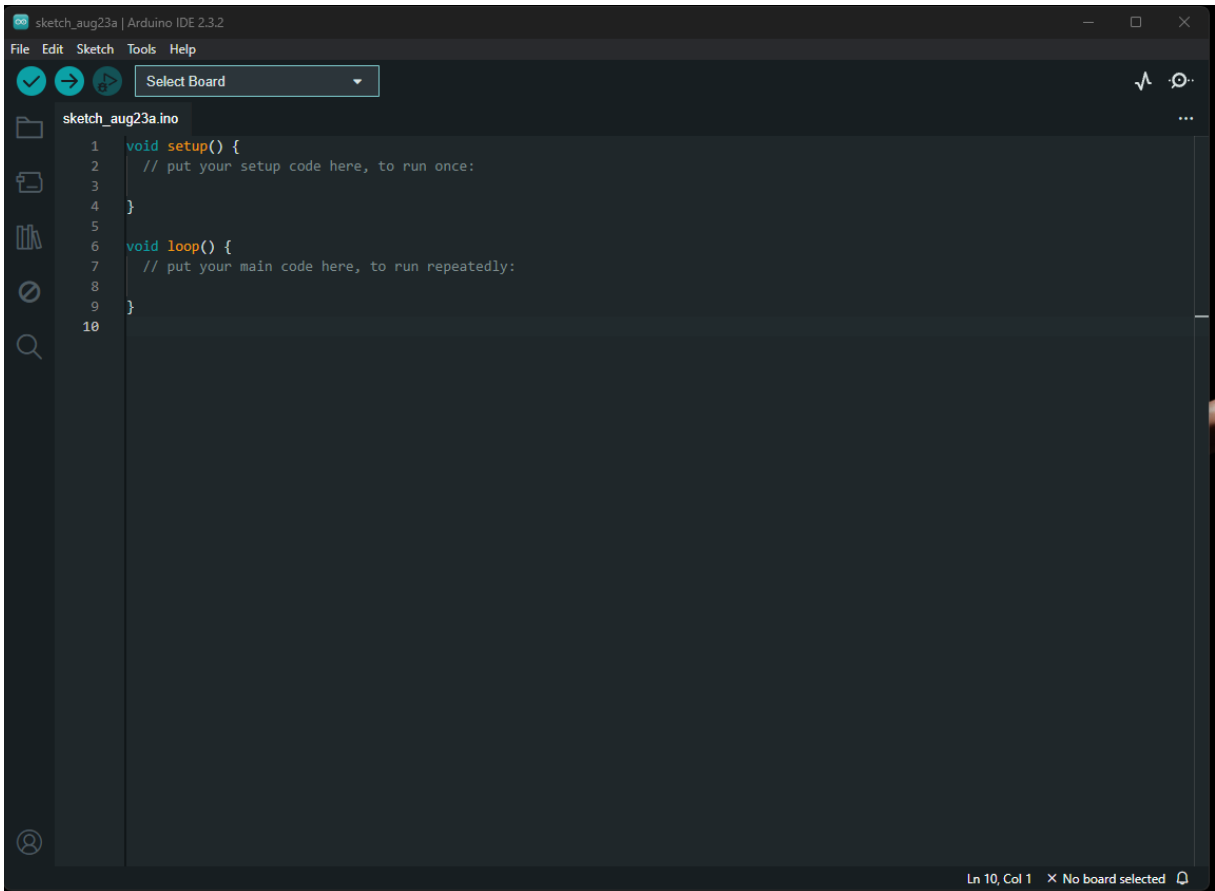 sketch_aug23a | Arduino IDE 2.3.2
File Edit Sketch Tools Help
Select Board
sketch_aug23a.ino
1 void setup() {
2 // put your setup code here, to run once:
3
4 }
5
6 void loop() {
7 // put your main code here, to run repeatedly:
8
9 }
10
Ln 10, Col 1 × No board selected